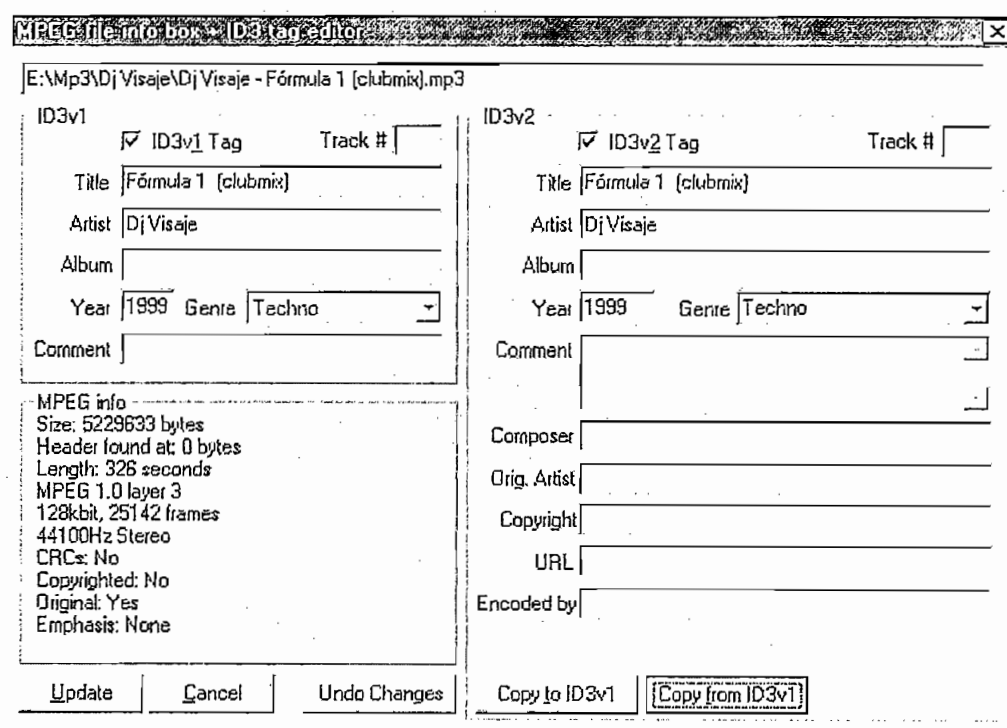 MPEG file info box ~ ID3 tag editor
E:\Mp3\Dj Visaje\Dj Visaje - Fórmula 1 (clubmix).mp3
ID3v1
ID3v1 Tag
Track #
Title Fórmula 1 (clubmix)
Artist Dj Visaje
Album
Year 1999 Genre Techno
Comment
MPEG info
Size: 5229633 bytes
Header found at: 0 bytes
Length: 326 seconds
MPEG 1.0 layer 3
128kbit, 25142 frames
44100Hz Stereo
CRCs: No
Copyrighted: No
Original: Yes
Emphasis: None
Update Cancel Undo Changes
ID3v2
ID3v2 Tag
Track #
Title Fórmula 1 (clubmix)
Artist Dj Visaje
Album
Year 1999 Genre Techno
Comment
Composer
Orig. Artist
Copyright
URL
Encoded by
Copy to ID3v1 Copy from ID3v1